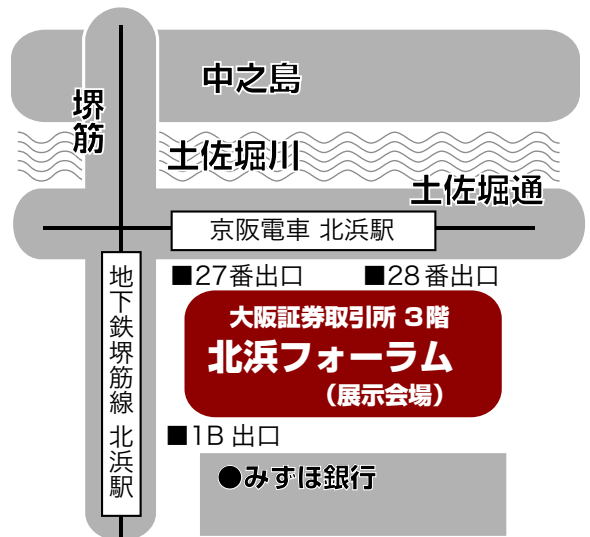 中之島
堺筋
土佐堀川
土佐堀通
京阪電車 北浜駅
■27番出口
■28番出口
大阪証券取引所 3階
北浜フォーラム
（展示会場）
地下鉄堺筋線 北浜駅
■1B 出口
●みずほ銀行